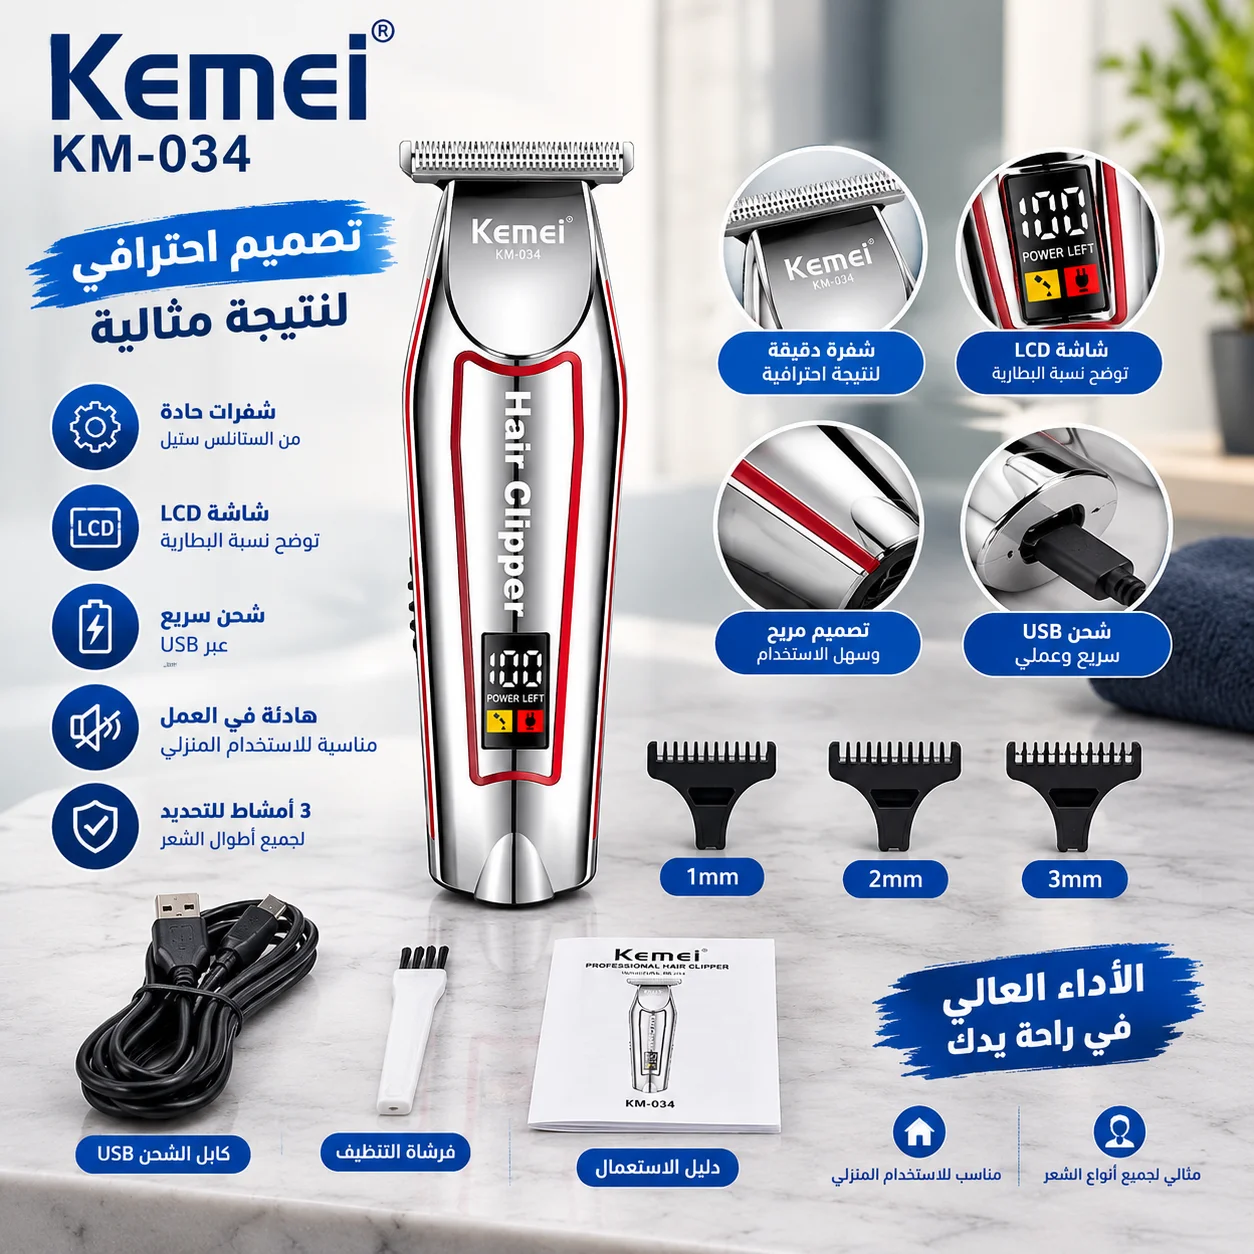 Kemei®
KM-034
تصميم احترافي
لنتيجة مثالية
شفرات حادة
من الستانلس ستيل
LCD
شاشة LCD
توضح نسبة البطارية
شحن سريع
عبر USB
هادئة في العمل
مناسبة للاستخدام المنزلي
3 أمشاط للتحديد
لجميع أطوال الشعر
Kemei®
KM-034
Hair Clipper
100
POWER LEFT
Kemei®
KM-034
شفرة دقيقة
لنتيجة احترافية
100
POWER LEFT
شاشة LCD
توضح نسبة البطارية
تصميم مريح
وسهل الاستخدام
شحن USB
سريع وعملي
1mm
2mm
3mm
كابل الشحن USB
فرشاة التنظيف
Kemei®
PROFESSIONAL HAIR CLIPPER
KM-034
دليل الاستعمال
الأداء العالي
في راحة يدك
مناسب للاستخدام المنزلي
مثالي لجميع أنواع الشعر